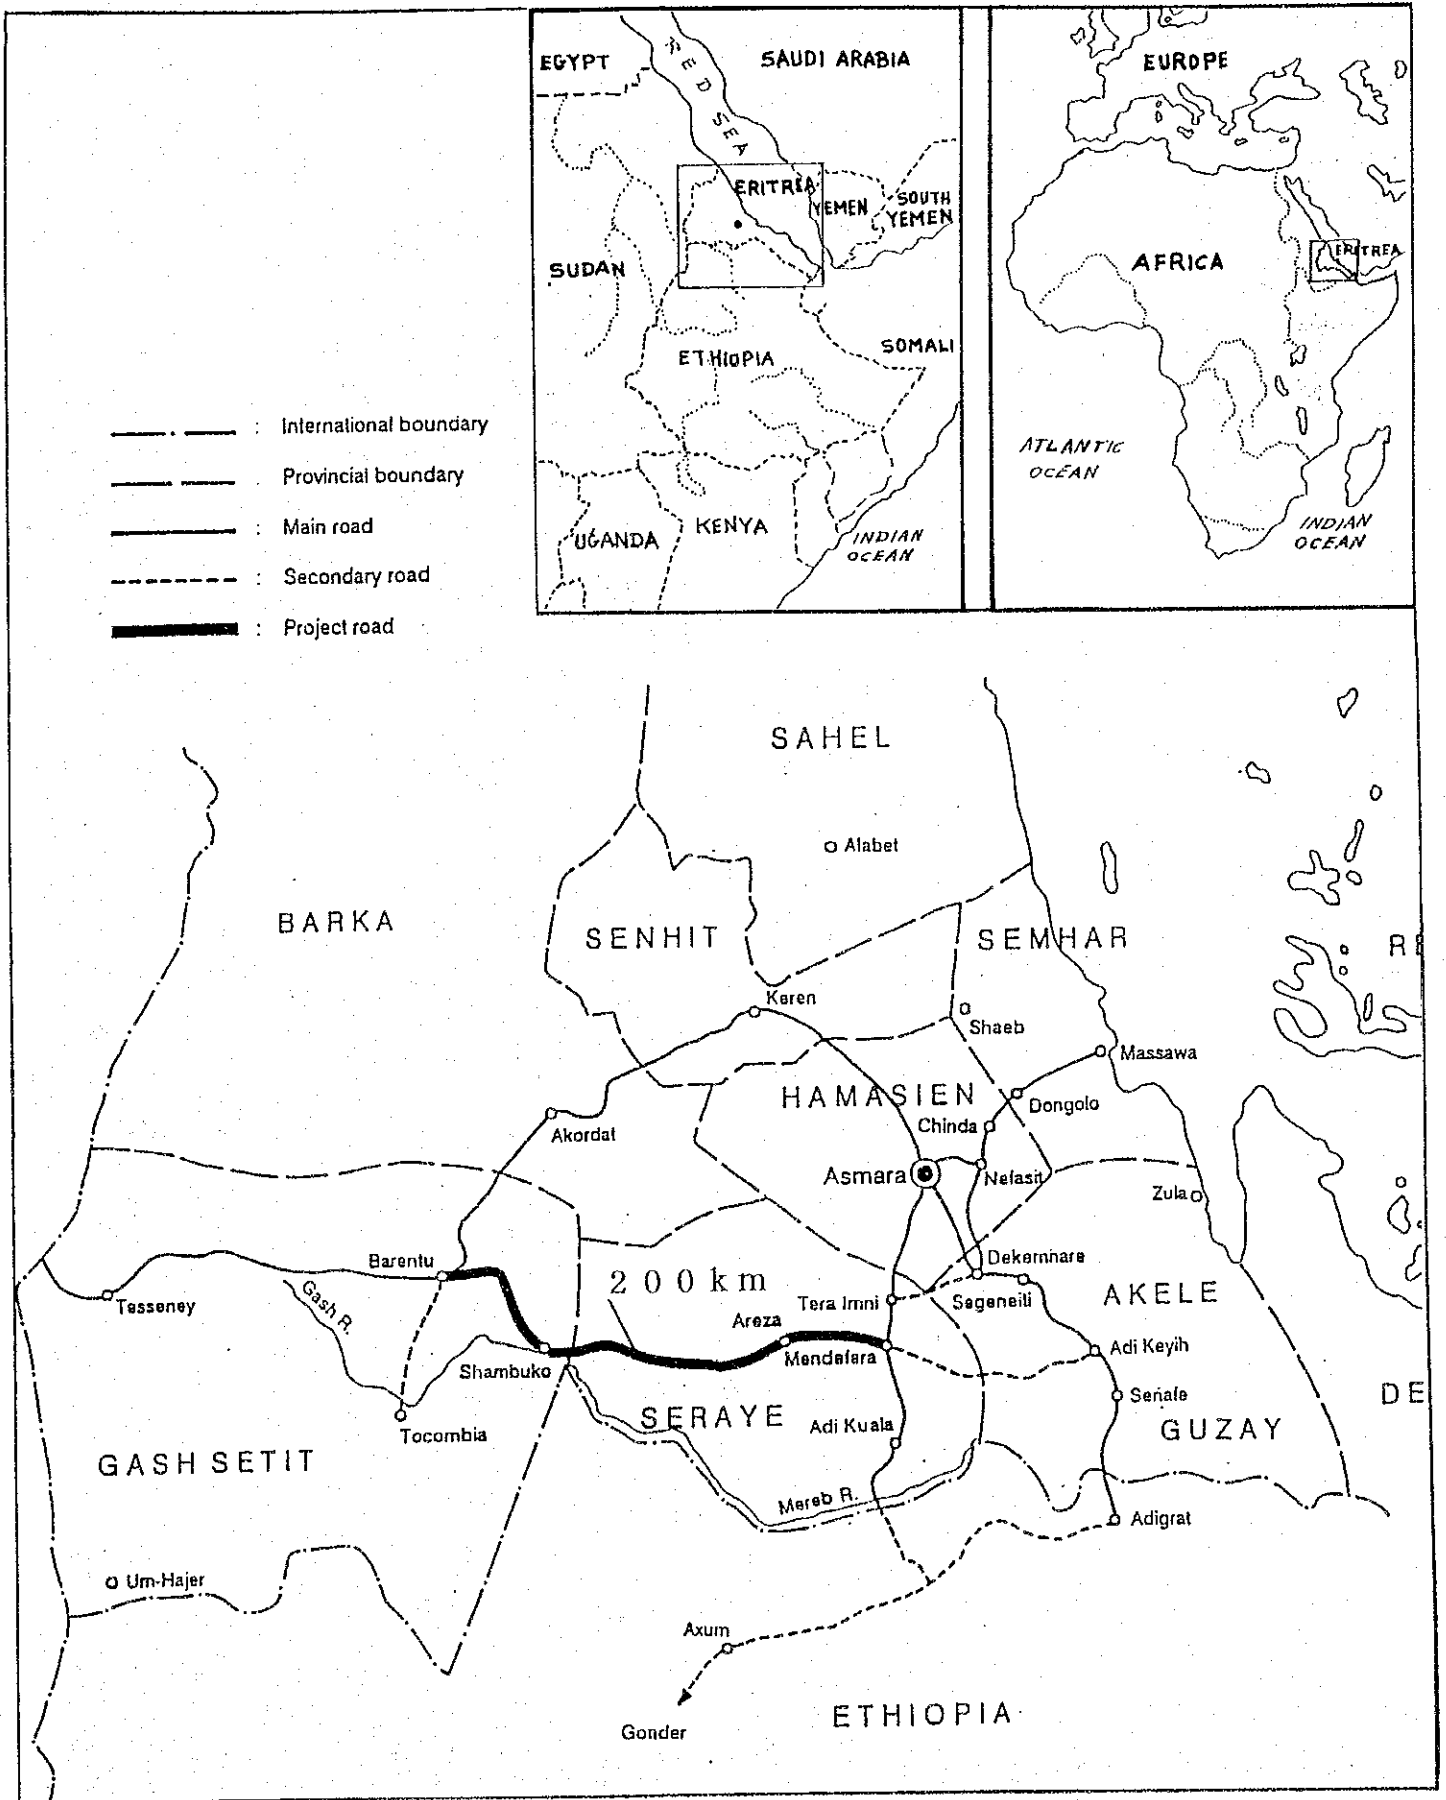 EGYPT
RED SEA
SAUDI ARABIA
ERITREA
YEMEN
SOUTH
YEMEN
SUDAN
ETHIOPIA
SOMALI
UGANDA
KENYA
INDIAN
OCEAN
EUROPE
AFRICA
ERITREA
ATLANTIC
OCEAN
INDIAN
OCEAN
: International boundary
: Provincial boundary
: Main road
: Secondary road
: Project road
SAHEL
Alabet
BARKA
SENHIT
SEMHAR
RE
Keren
Shaeb
Massawa
HAMASIEN
Dongolo
Chinda
Akordat
Asmara
Nefasit
Zula
Barentu
Dekemhare
200km
Tesseney
Gash R.
Tera Imni
Segeneili
AKELE
Areza
Mendefera
Adi Keyih
Shambuko
SERAYE
Senafe
DE
Adi Kuala
GUZAY
Tocombia
GASH SETIT
Mereb R.
Adigrat
Um-Hajer
Axum
ETHIOPIA
Gonder